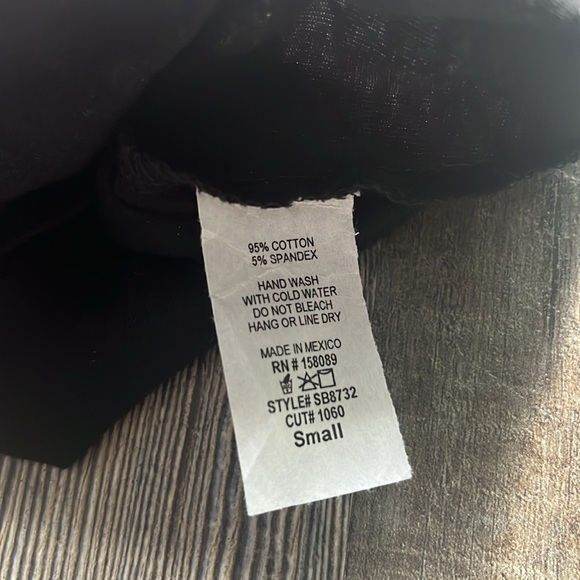 95% COTTON
5% SPANDEX
HAND WASH
WITH COLD WATER
DO NOT BLEACH
HANG OR LINE DRY
MADE IN MEXICO
RN # 158089
STYLE# SB8732
CUT# 1060
Small